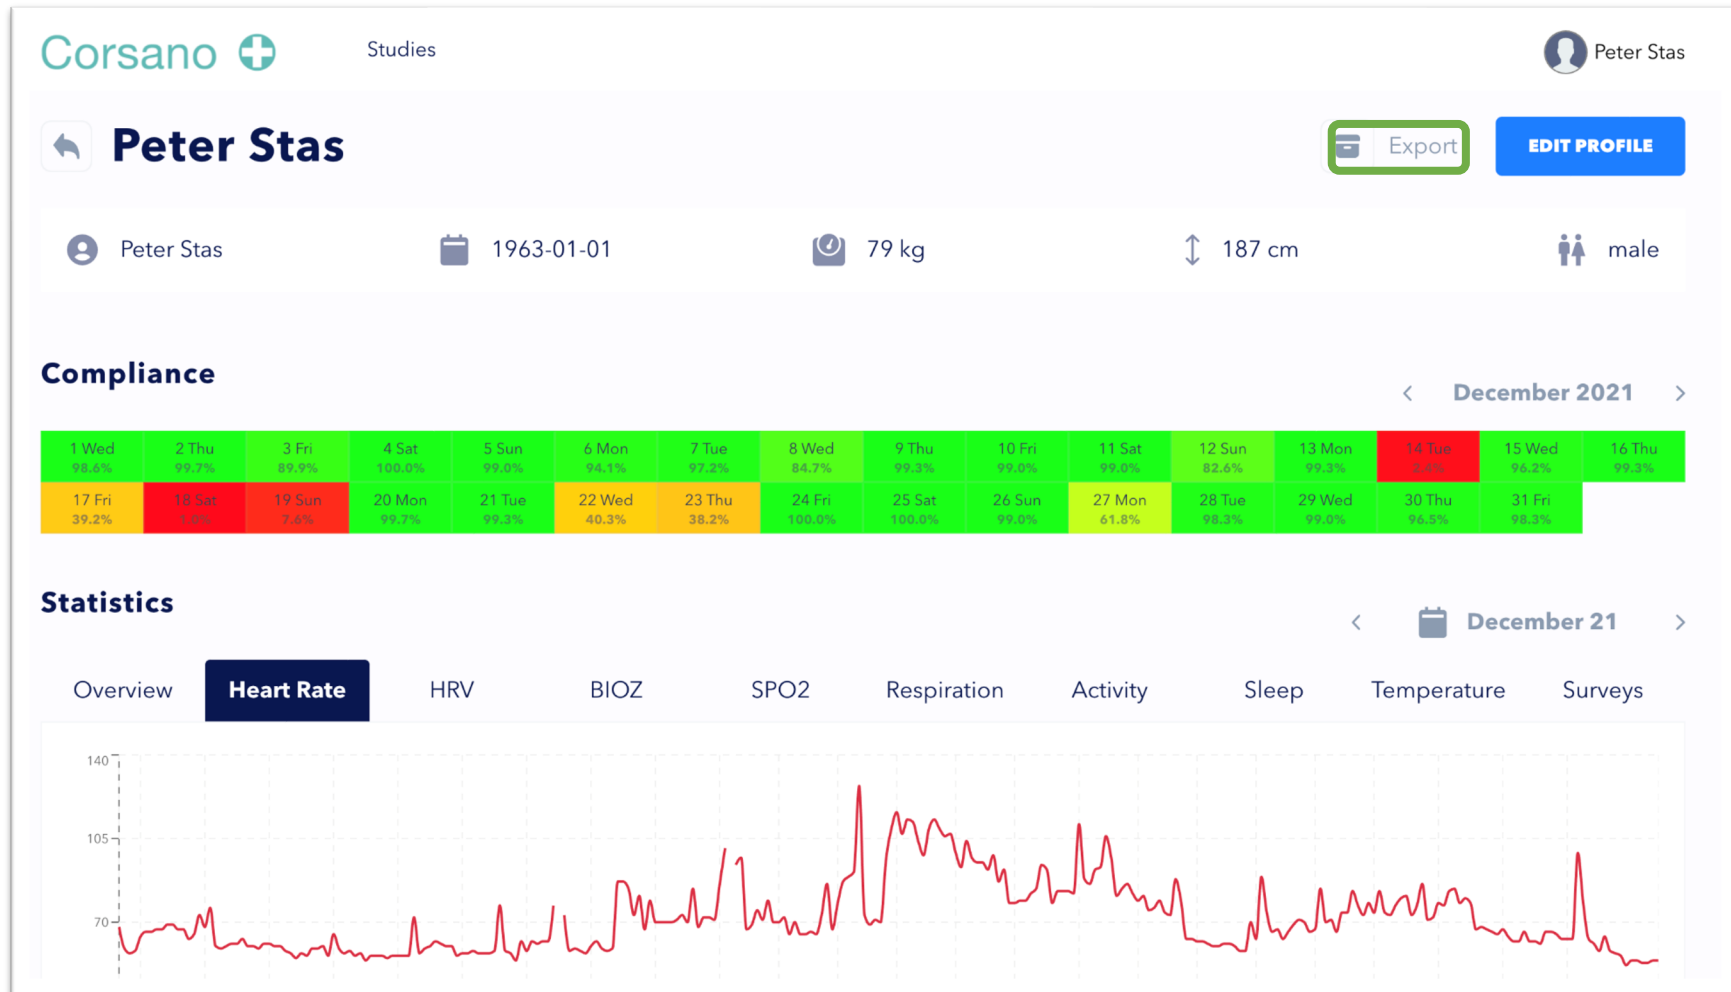 Corsano
Studies
Peter Stas
Peter Stas
Export
EDIT PROFILE
Peter Stas
1963-01-01
79 kg
187 cm
male
Compliance
December 2021
1 Wed 2 Thu 3 Fri 4 Sat 5 Sun 6 Mon 7 Tue 8 Wed 9 Thu 10 Fri 11 Sat 12 Sun 13 Mon 14 Tue 15 Wed 16 Thu
98.6% 99.7% 89.9% 100.0% 99.0% 94.1% 97.2% 84.7% 99.3% 99.0% 99.0% 82.6% 99.3% 96.2% 99.3%
17 Fri 18 Sat 19 Sun 20 Mon 21 Tue 22 Wed 23 Thu 24 Fri 25 Sat 26 Sun 27 Mon 28 Tue 29 Wed 30 Thu 31 Fri
39.2% 7.6% 99.7% 99.3% 40.3% 38.2% 100.0% 100.0% 99.0% 61.8% 98.3% 99.0% 96.5% 98.3%
Statistics
December 21
Overview Heart Rate HRV BIOZ SPO2 Respiration Activity Sleep Temperature Surveys
140
105
70